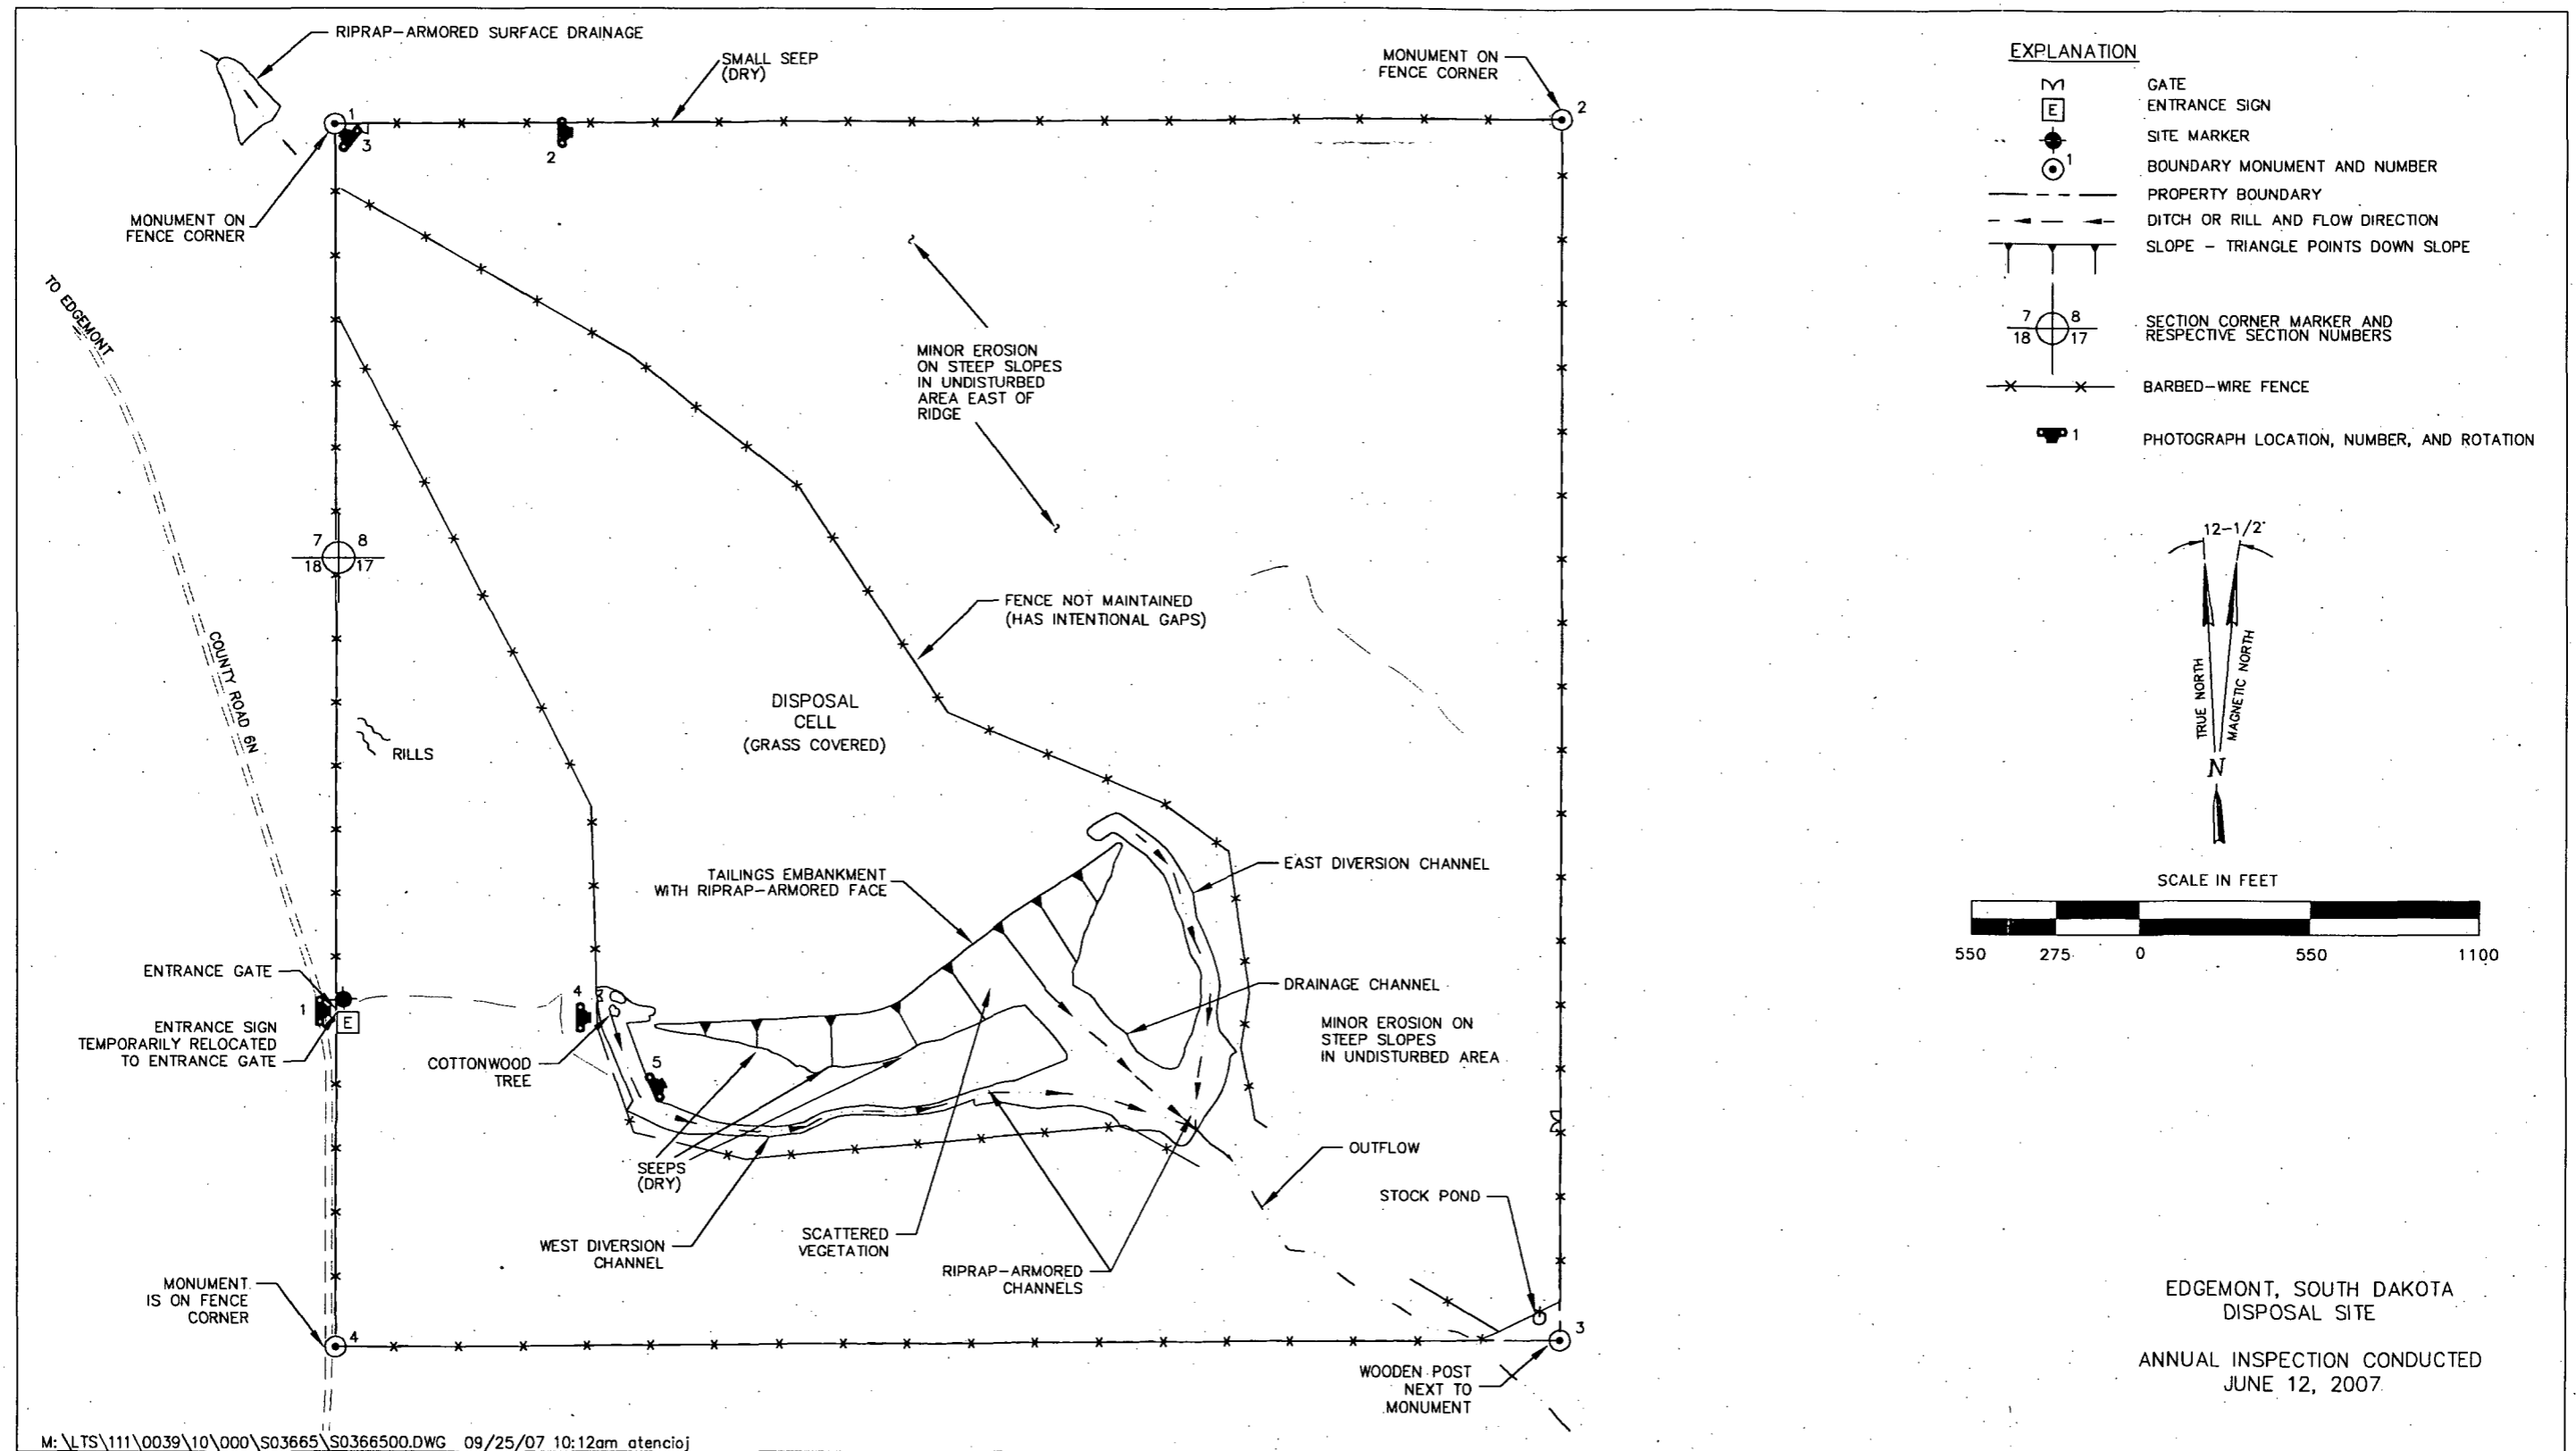 RIPRAP-ARMORED SURFACE DRAINAGE
SMALL SEEP
(DRY)
MONUMENT ON
FENCE CORNER
1
2
3
2
MONUMENT ON
FENCE CORNER
TO EDGEMONT
MINOR EROSION
ON STEEP SLOPES
IN UNDISTURBED
AREA EAST OF
RIDGE
7 8
18 17
FENCE NOT MAINTAINED
(HAS INTENTIONAL GAPS)
COUNTY ROAD 6N
RILLS
DISPOSAL
CELL
(GRASS COVERED)
EAST DIVERSION CHANNEL
TAILINGS EMBANKMENT
WITH RIPRAP-ARMORED FACE
ENTRANCE GATE
1
E
4
DRAINAGE CHANNEL
ENTRANCE SIGN
TEMPORARILY RELOCATED
TO ENTRANCE GATE
MINOR EROSION ON
STEEP SLOPES
IN UNDISTURBED AREA
COTTONWOOD
TREE
5
OUTFLOW
SEEPS
(DRY)
STOCK POND
SCATTERED
VEGETATION
WEST DIVERSION
CHANNEL
RIPRAP-ARMORED
CHANNELS
MONUMENT
IS ON FENCE
CORNER
4
3
WOODEN POST
NEXT TO
MONUMENT
EXPLANATION
GATE
E ENTRANCE SIGN
SITE MARKER
1 BOUNDARY MONUMENT AND NUMBER
PROPERTY BOUNDARY
DITCH OR RILL AND FLOW DIRECTION
SLOPE - TRIANGLE POINTS DOWN SLOPE
7 8
18 17
SECTION CORNER MARKER AND
RESPECTIVE SECTION NUMBERS
BARBED-WIRE FENCE
1 PHOTOGRAPH LOCATION, NUMBER, AND ROTATION
12-1/2°
TRUE NORTH
MAGNETIC NORTH
N
SCALE IN FEET
550 275 0 550 1100
EDGEMONT, SOUTH DAKOTA
DISPOSAL SITE
ANNUAL INSPECTION CONDUCTED
JUNE 12, 2007
M:\LTS\111\0039\10\000\S03665\S0366500.DWG 09/25/07 10:12am atencioj